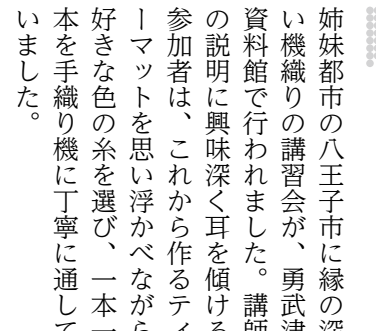 姉妹都市の八王子市に縁の深
い機織りの講習会が、勇武津
資料館で行われました。講師
の説明に興味深く耳を傾ける
参加者は、これから作るティ
ーマットを思い浮かべながら
好きな色の糸を選び、一本一
本を手織り機に丁寧に通して
いました。